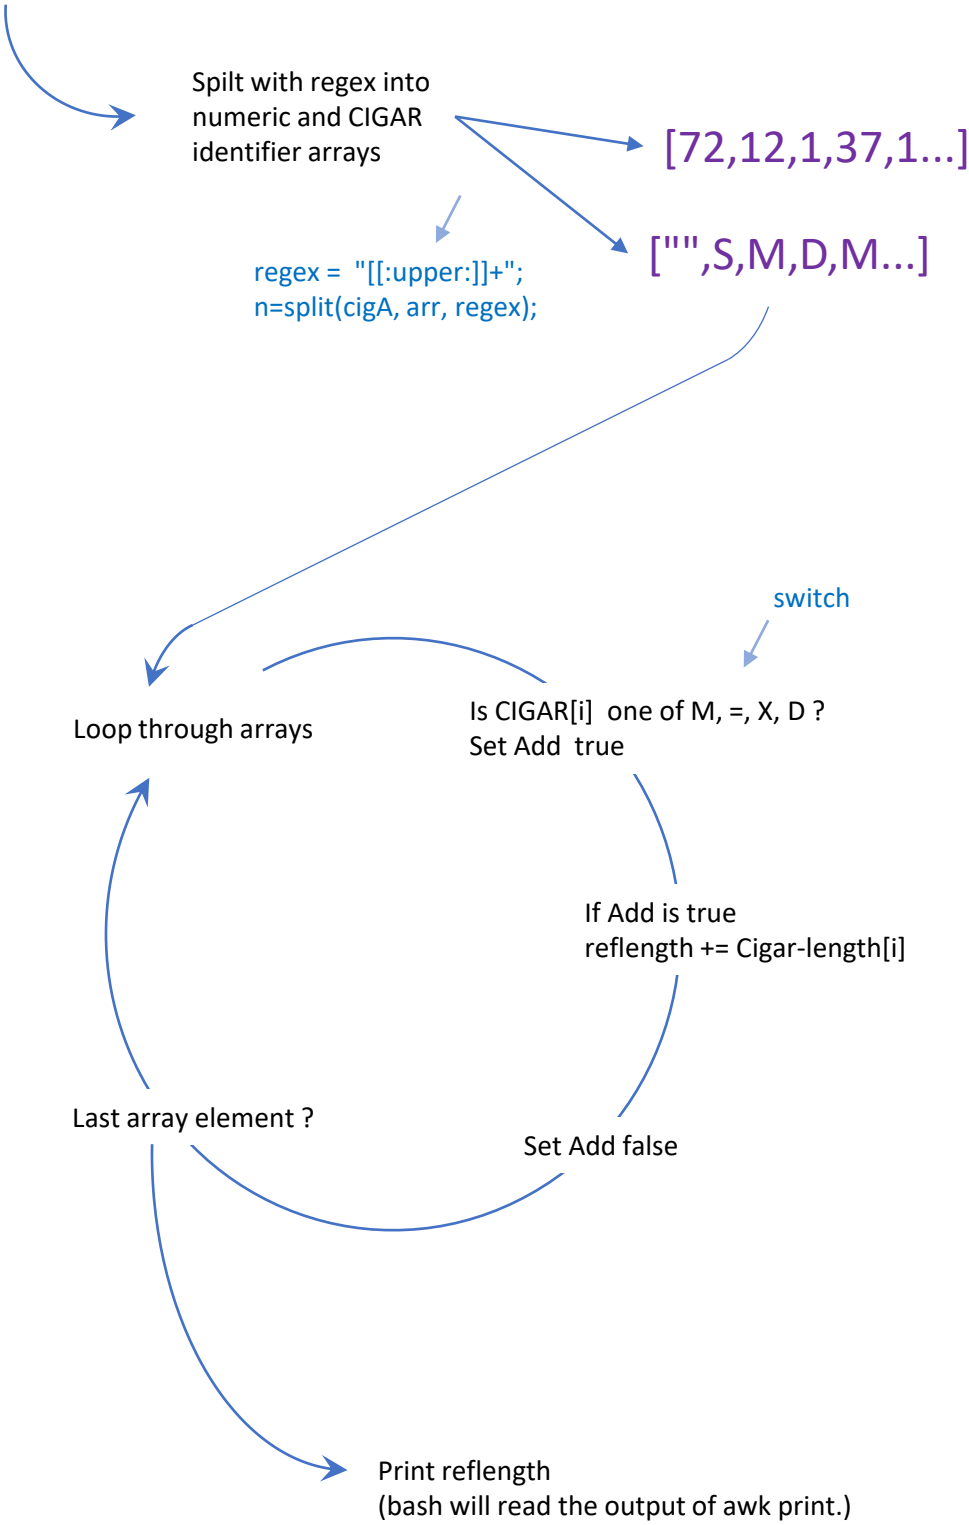 Spilt with regex into
numeric and CIGAR
identifier arrays
[72,12,1,37,1...]
["",S,M,D,M...]
regex =  "[[:upper:]]+";
n=split(cigA, arr, regex);
switch
Loop through arrays
Is CIGAR[i]  one of M, =, X, D ?
Set Add  true
If Add is true
reflength += Cigar-length[i]
Last array element ?
Set Add false
Print reflength
(bash will read the output of awk print.)